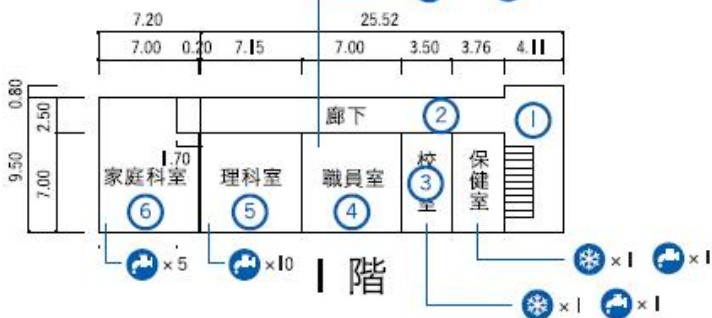 7.20 25.52
7.00 0.20 7.15 7.00 3.50 3.76 4.11
0.80
2.50
9.50
7.00
廊下
②
①
1.70
家庭科室
理科室
職員室
校
室
保健室
⑥
⑤
④
③
×5
×10
1階
×1 ×1
×1 ×1